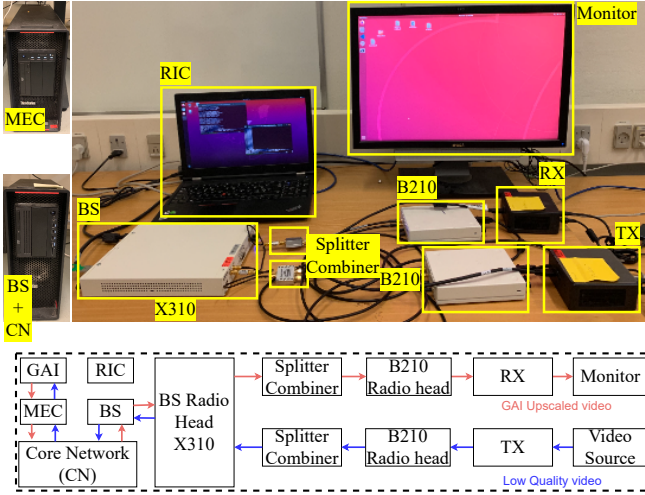 Monitor
RIC
MEC
B210
RX
BS
TX
Splitter
Combiner
B210
X310
BS
+
CN
GAI
RIC
BS Radio
Head
X310
Splitter
Combiner
B210
Radio head
RX
Monitor
MEC
BS
GAI Upscaled video
Core Network
(CN)
Splitter
Combiner
B210
Radio head
TX
Video
Source
Low Quality video